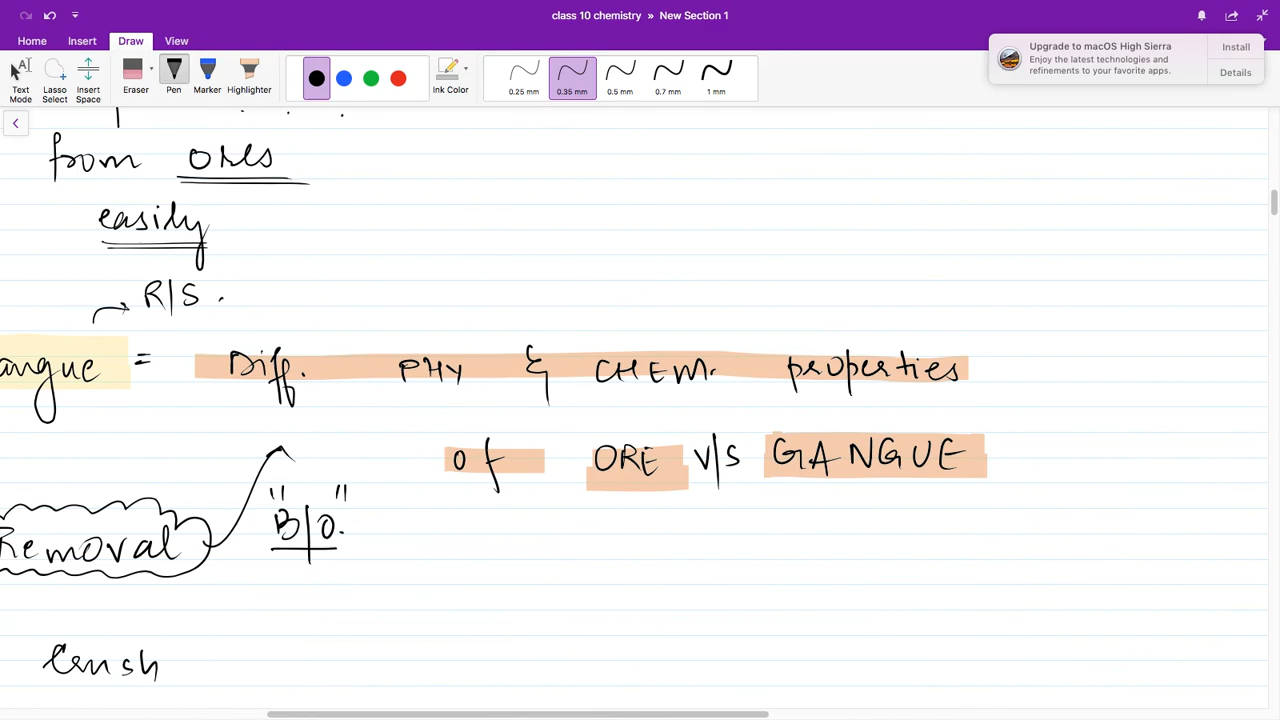 class 10 chemistry » New Section 1
Home Insert Draw View
Upgrade to macOS High Sierra
Enjoy the latest technologies and
refinements to your favorite apps.
Install
Details
Text
Mode
Lasso
Select
Insert
Space
Eraser
Pen
Marker
Highlighter
Ink Color
0.25 mm 0.35 mm 0.5 mm 0.7 mm 1 mm
from ores
easily
R/S.
angue = Diff. PHY & CHEM. properties
of ORE V/S GANGUE
"B/O."
Removal
Crush